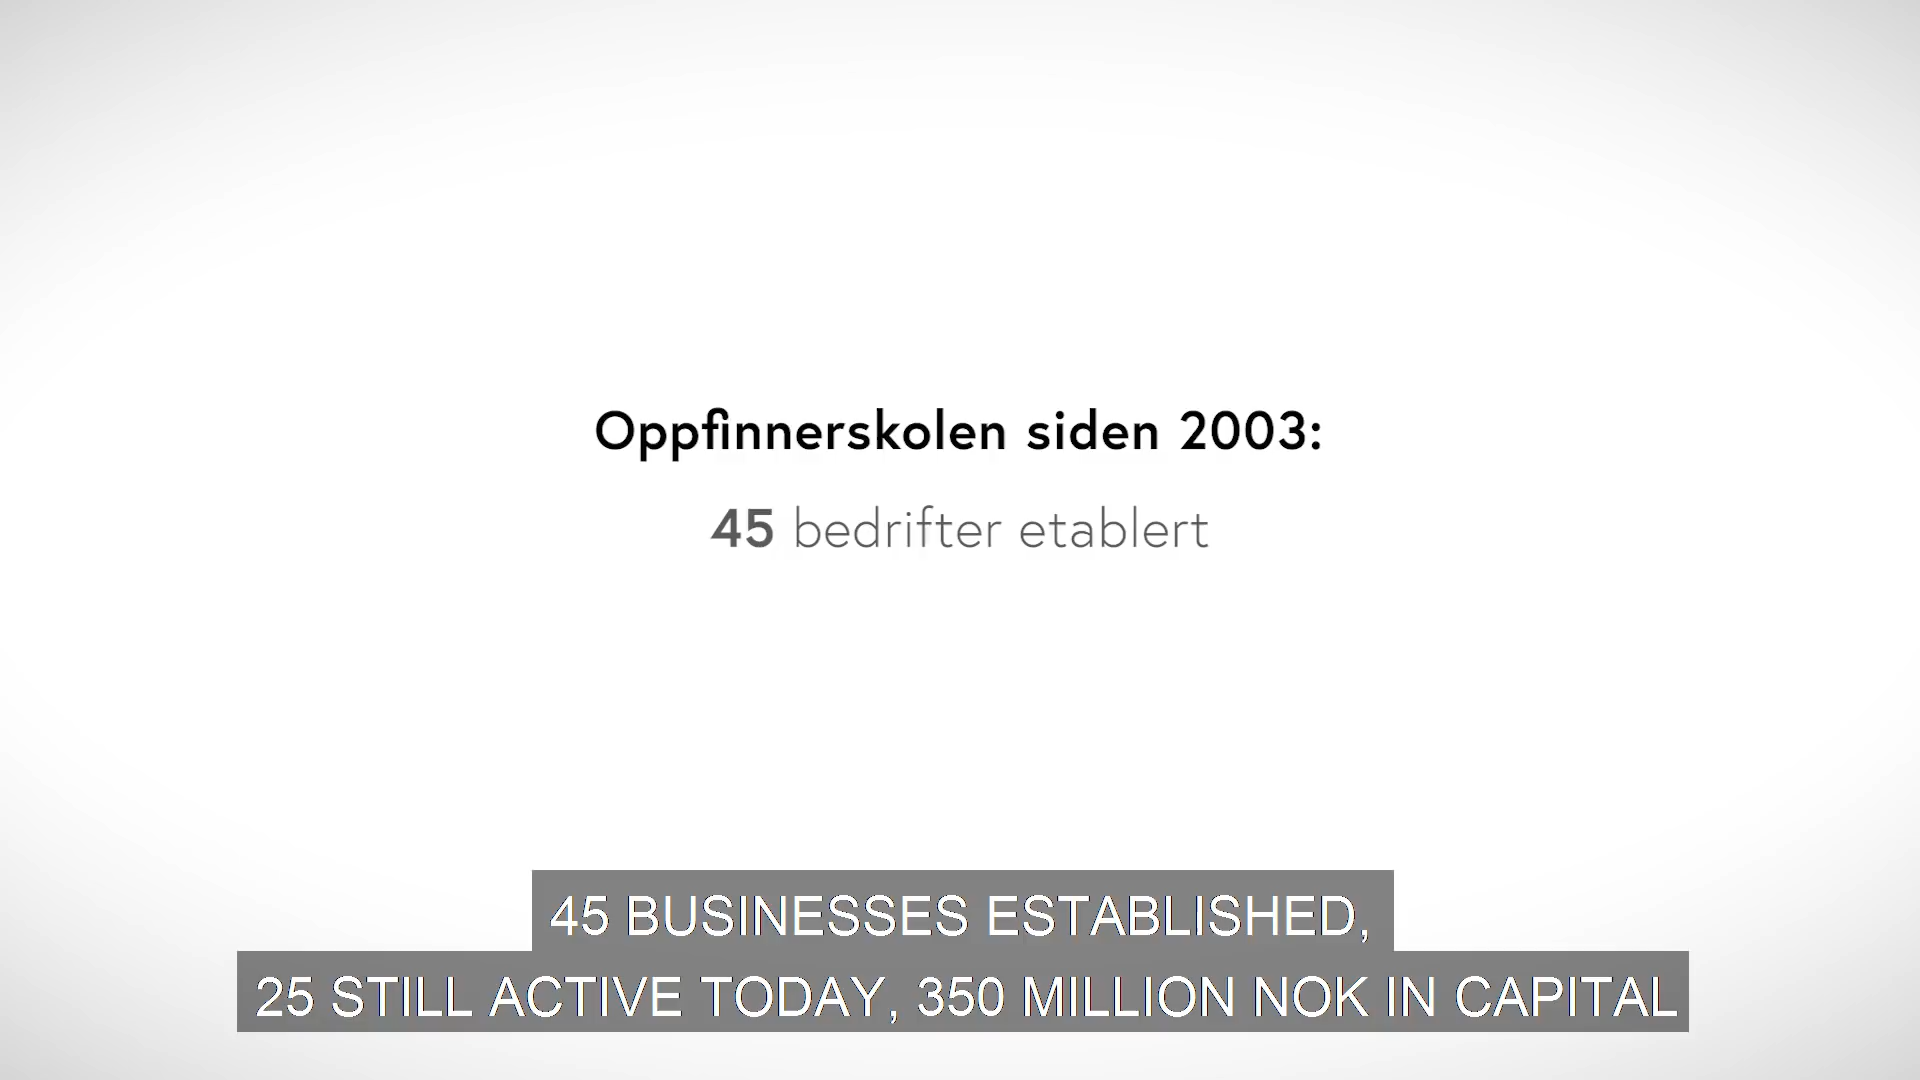 Oppfinnerskolen siden 2003:
45 bedrifter etablert
45 BUSINESSES ESTABLISHED,
25 STILL ACTIVE TODAY, 350 MILLION NOK IN CAPITAL